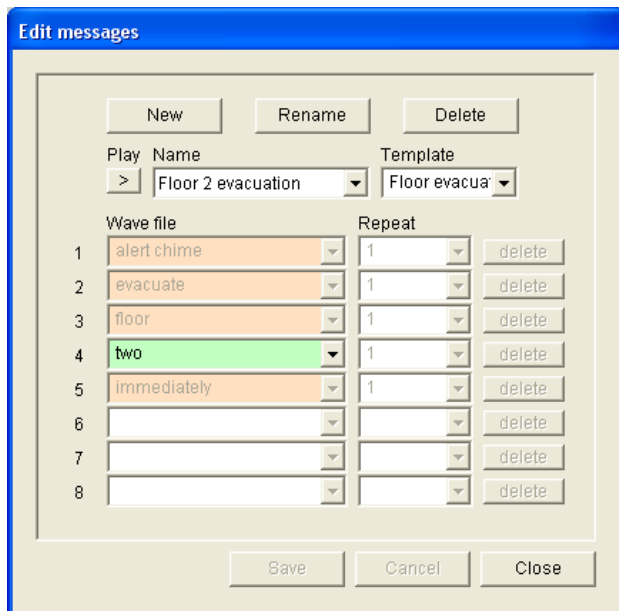 Edit messages
New Rename Delete
Play Name Template
> Floor 2 evacuation Floor evacua
Wave file Repeat
1 alert chime 1 delete
2 evacuate 1 delete
3 floor 1 delete
4 two 1 delete
5 immediately 1 delete
6 delete
7 delete
8 delete
Save Cancel Close